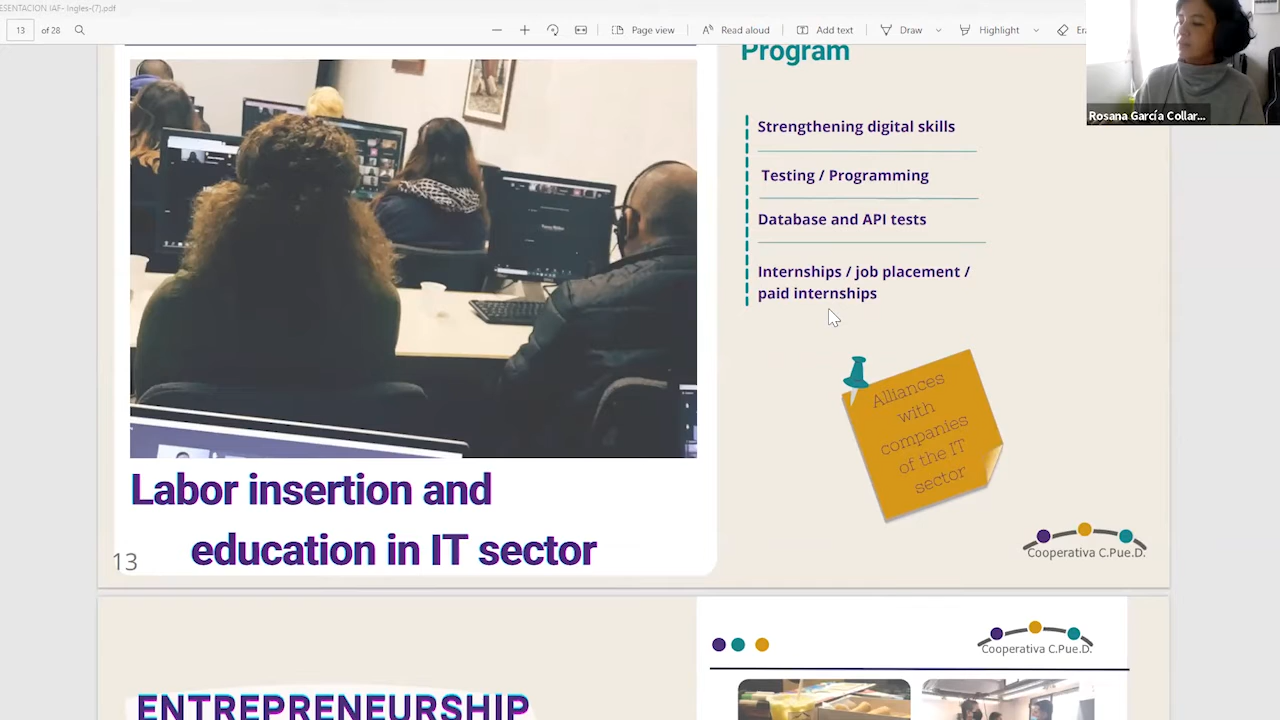 ESENTACION IAF- Ingles-(7).pdf
13 of 28
Page view
Read aloud
Add text
Draw
Highlight
Era
Rosana García Collar...
Program
Strengthening digital skills
Testing / Programming
Database and API tests
Internships / job placement /
paid internships
Alliances
with
companies
of the IT
sector
Labor insertion and
education in IT sector
13
Cooperativa C.Pue.D.
Cooperativa C.Pue.D.
ENTREPRENEURSHIP